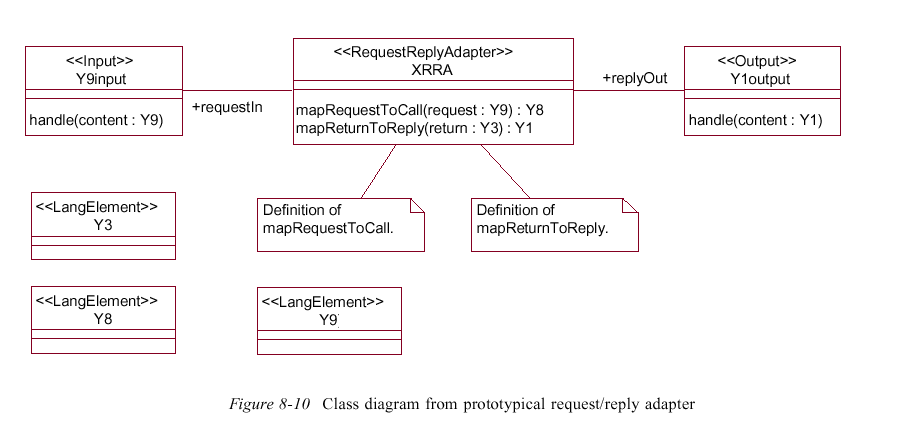 <<Input>>
Y9input
handle(content : Y9)
+requestIn
<<RequestReplyAdapter>>
XRRA
mapRequestToCall(request : Y9) : Y8
mapReturnToReply(return : Y3) : Y1
+replyOut
<<Output>>
Y1output
handle(content : Y1)
<<LangElement>>
Y3
Definition of
mapRequestToCall.
Definition of
mapReturnToReply.
<<LangElement>>
Y8
<<LangElement>>
Y9
Figure 8-10 Class diagram from prototypical request/reply adapter